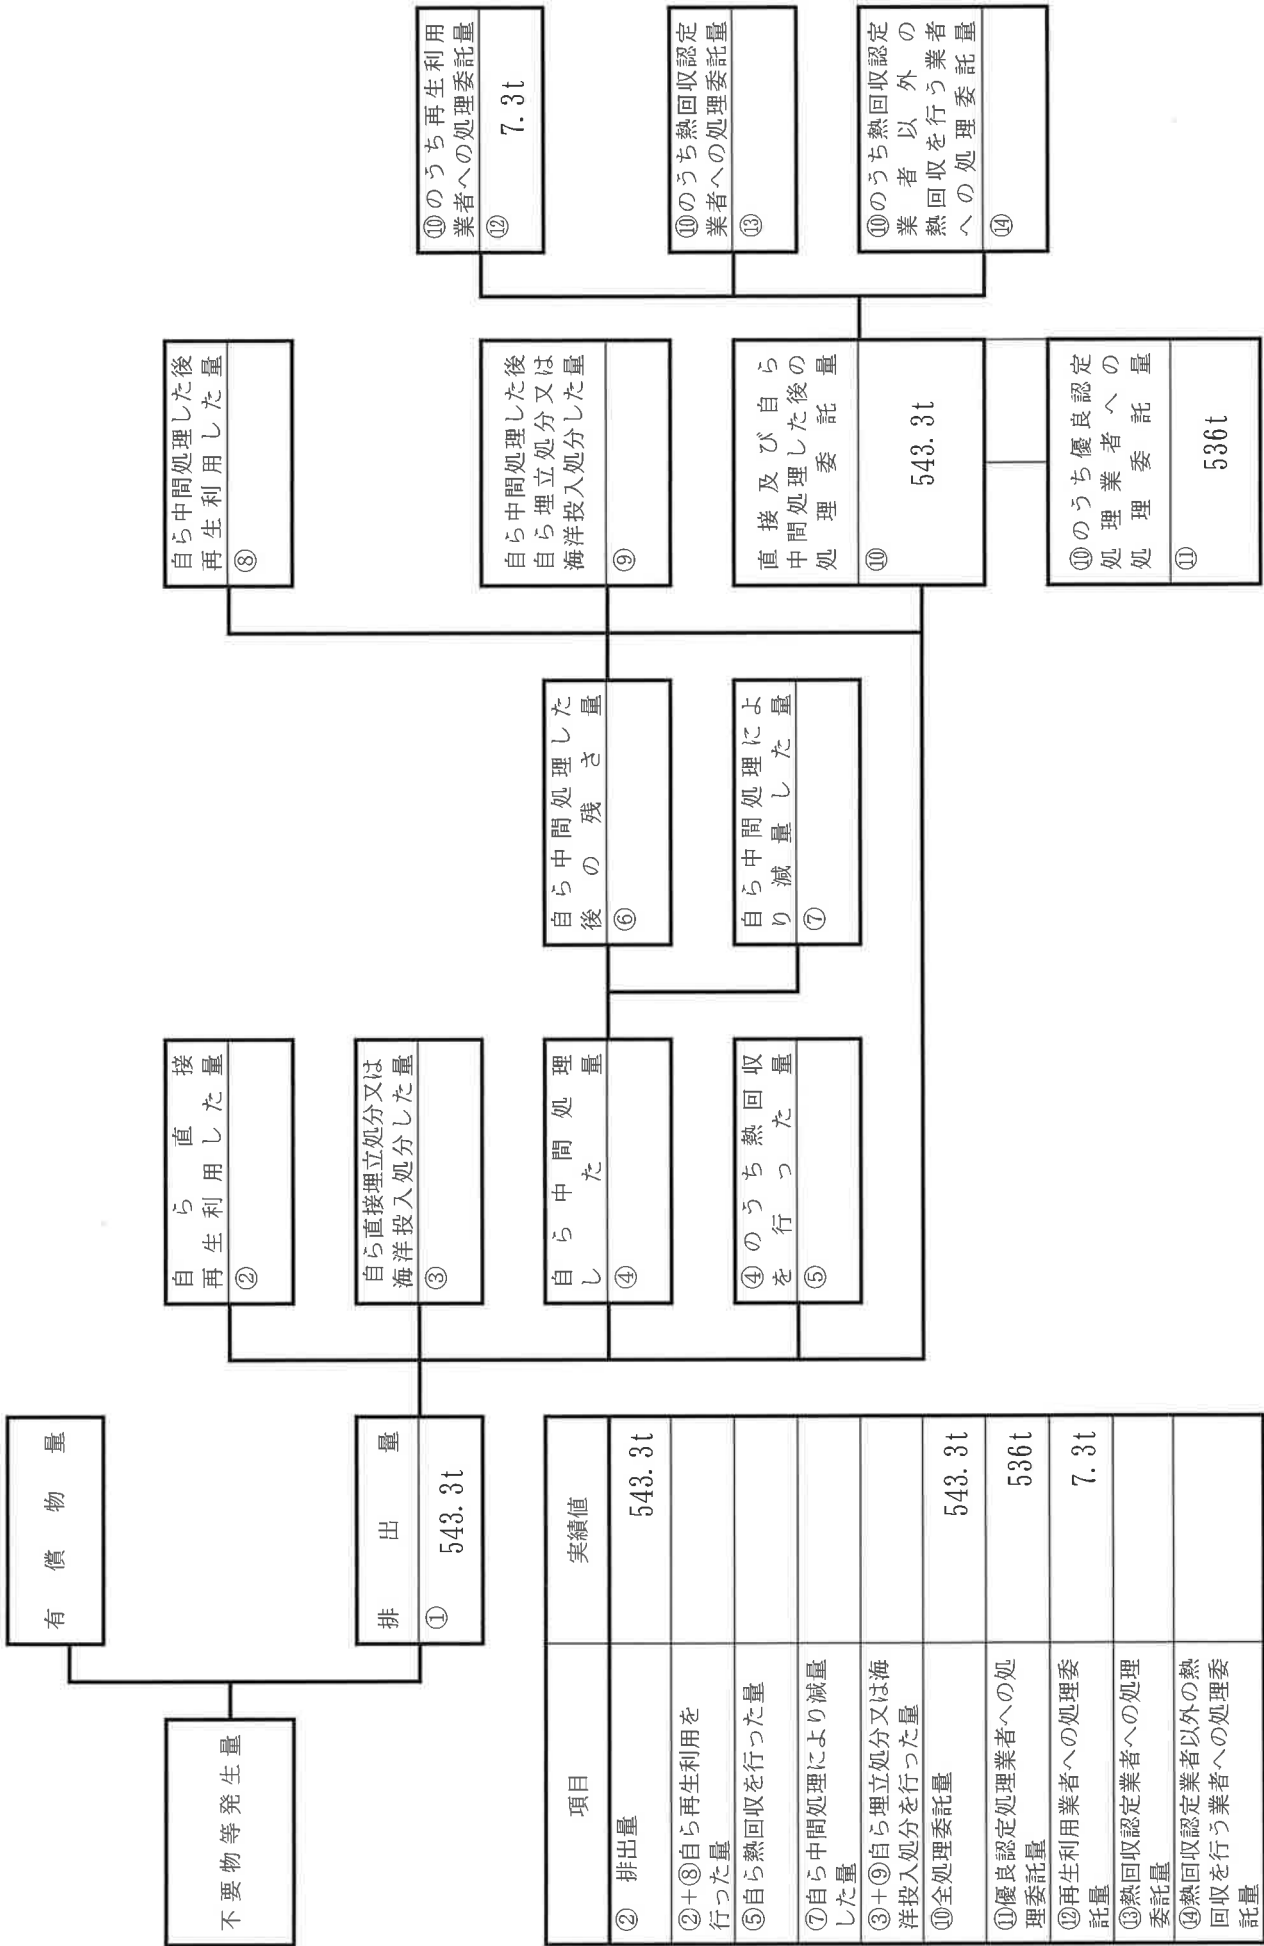 不要物等発生量
有償物量
排出量
①
543.3t
自ら直接
再生利用した量
②
自ら直接埋立処分又は
海洋投入処分した量
③
自ら中間処理
した量
④
④のうち熱回収
を行った量
⑤
自ら中間処理した
後の残さ量
⑥
自ら中間処理によ
り減量した量
⑦
自ら中間処理した後
再生利用した量
⑧
自ら中間処理した後
自ら埋立処分又は
海洋投入処分した量
⑨
直接及び自ら
中間処理した後の
処理委託量
⑩
543.3t
⑩のうち優良認定
処理業者への
処理委託量
⑪
536t
⑩のうち再生利用
業者への処理委託量
⑫
7.3t
⑩のうち熱回収認定
業者への処理委託量
⑬
⑩のうち熱回収認定
業者以外の
熱回収を行う業者
への処理委託量
⑭
項目 実績値
② 排出量 543.3t
②+⑧自ら再生利用を
行った量
⑤自ら熱回収を行った量
⑦自ら中間処理により減量
した量
③+⑨自ら埋立処分又は海
洋投入処分を行った量
⑩全処理委託量 543.3t
⑪優良認定処理業者への処
理委託量 536t
⑫再生利用業者への処理委
託量 7.3t
⑬熱回収認定業者への処理
委託量
⑭熱回収認定業者以外の熱
回収を行う業者への処理委
託量